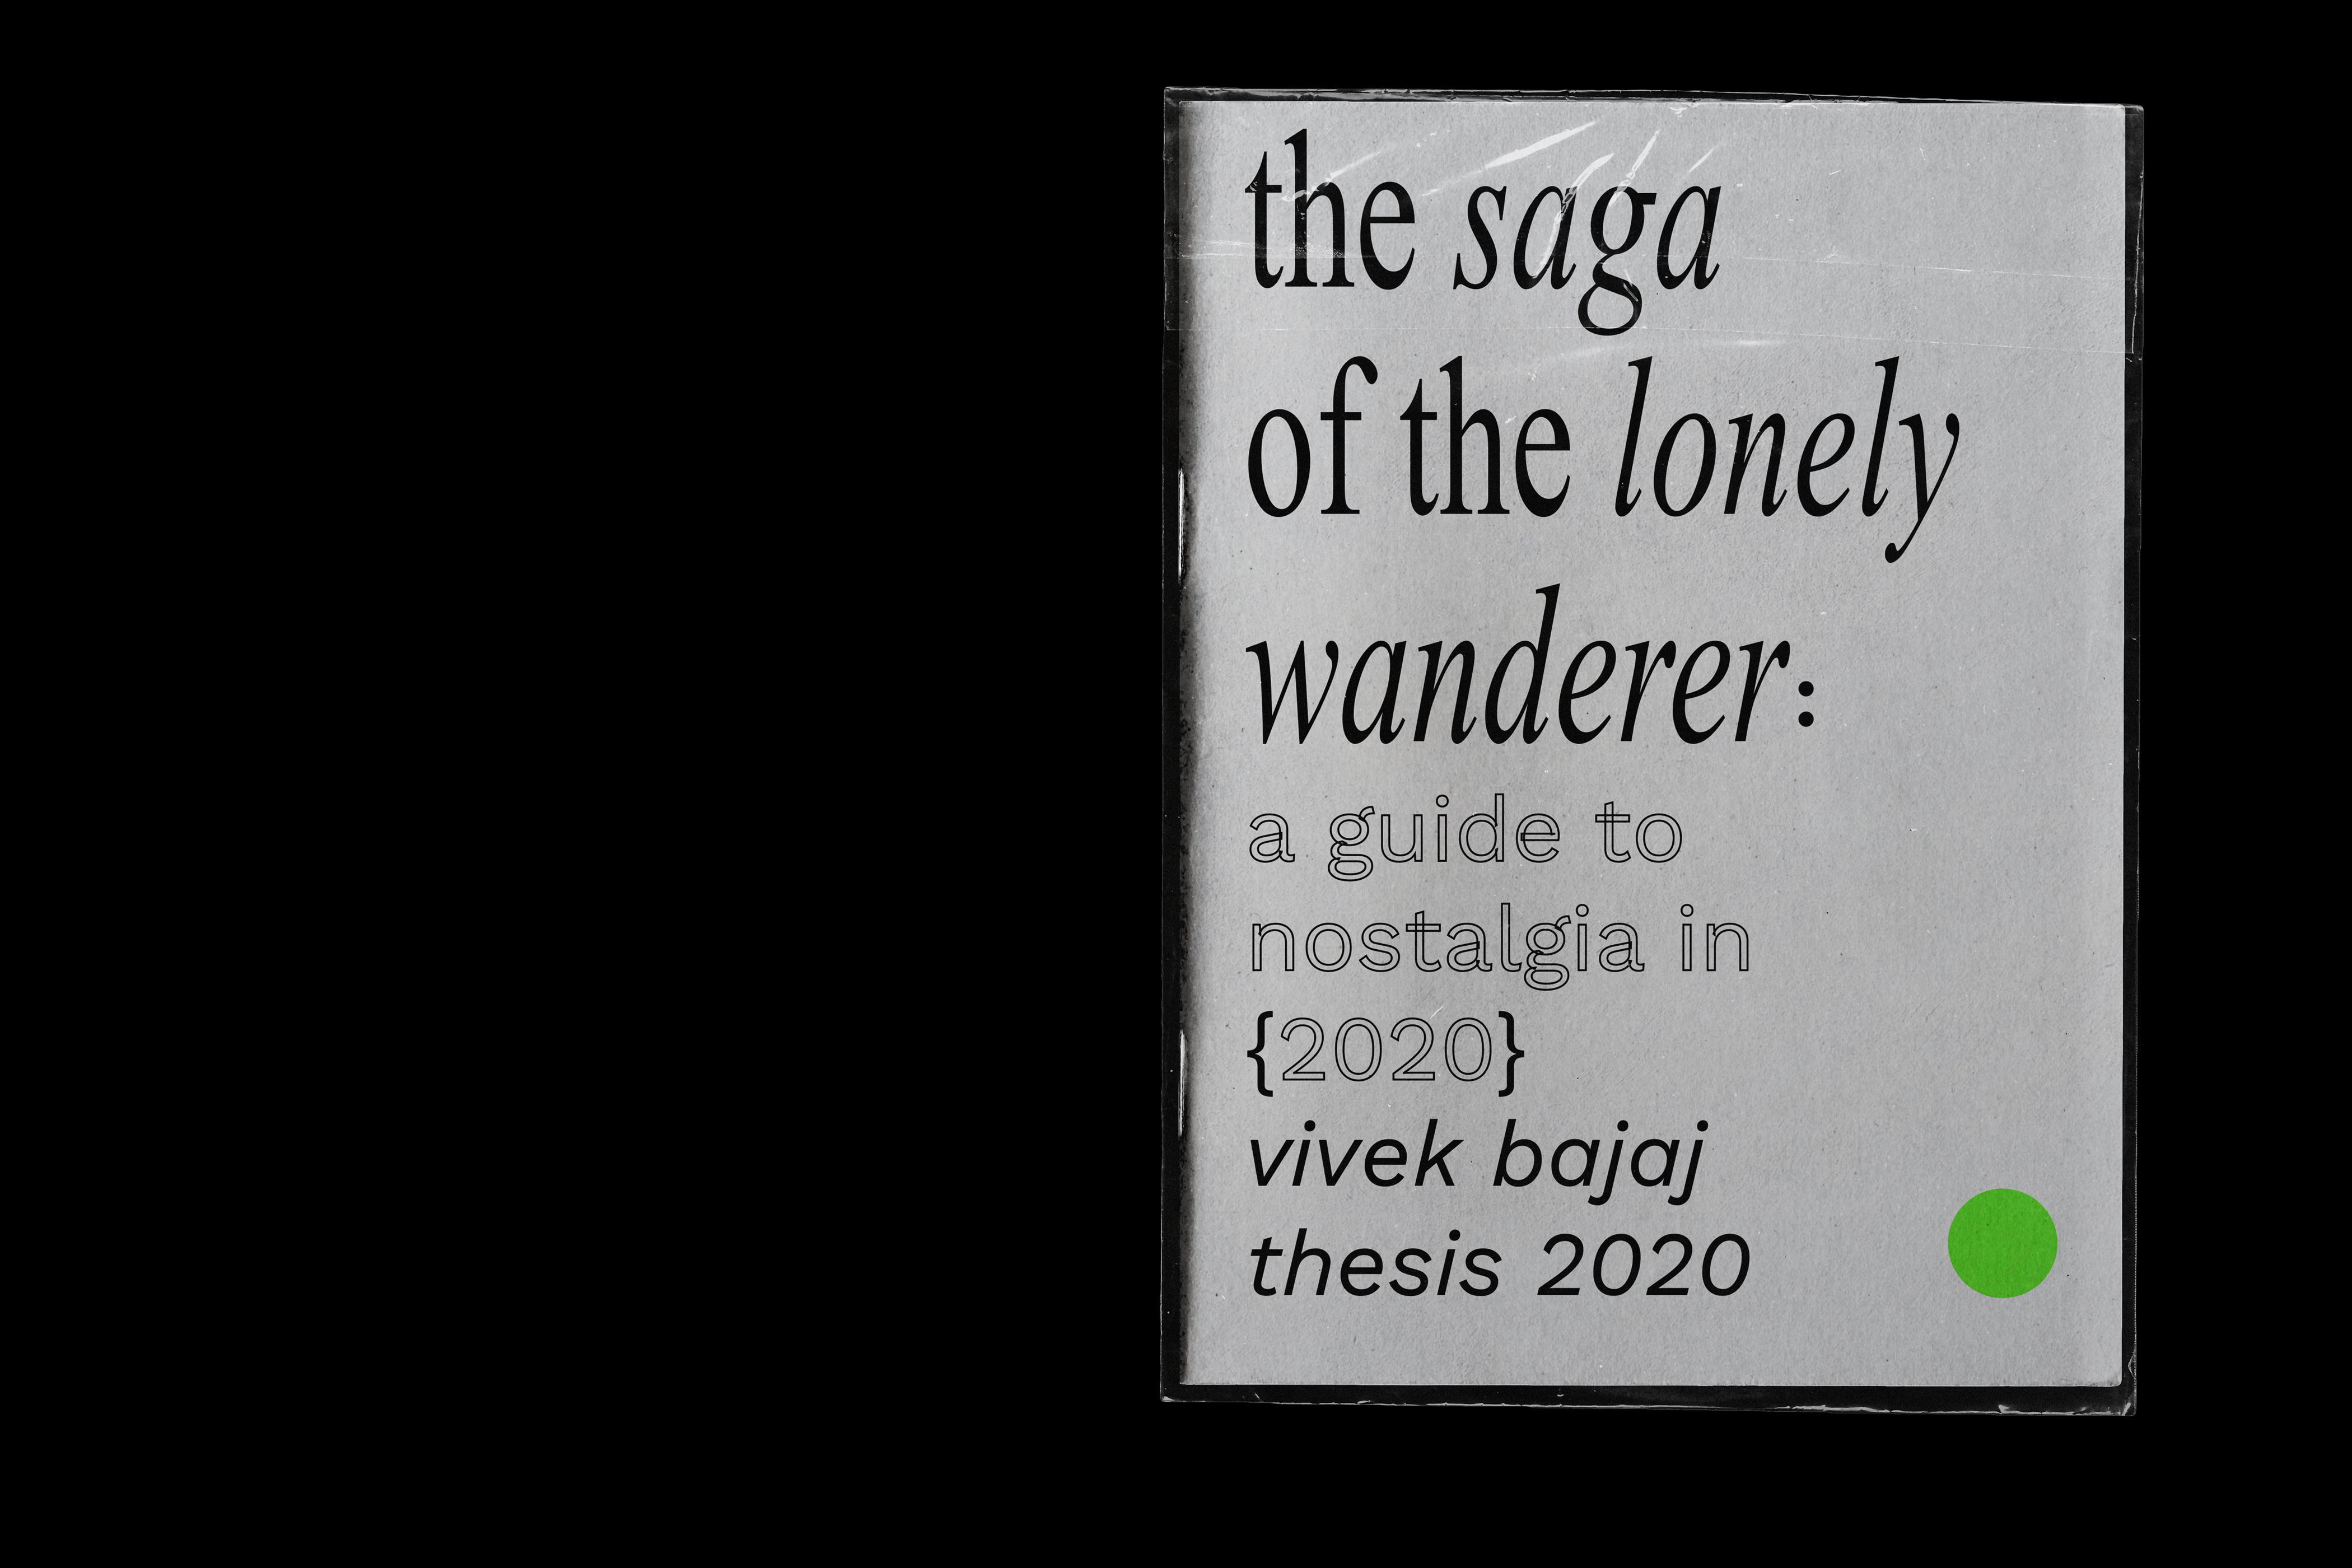 the saga
of the lonely
wanderer:
a guide to
nostalgia in
{2020}
vivek bajaj
thesis 2020